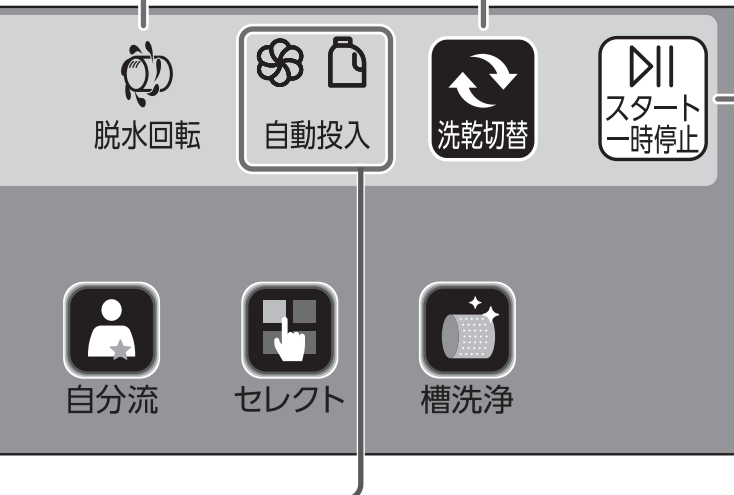 脱水回転
自動投入
洗乾切替
スタート
一時停止
自分流
セレクト
槽洗浄